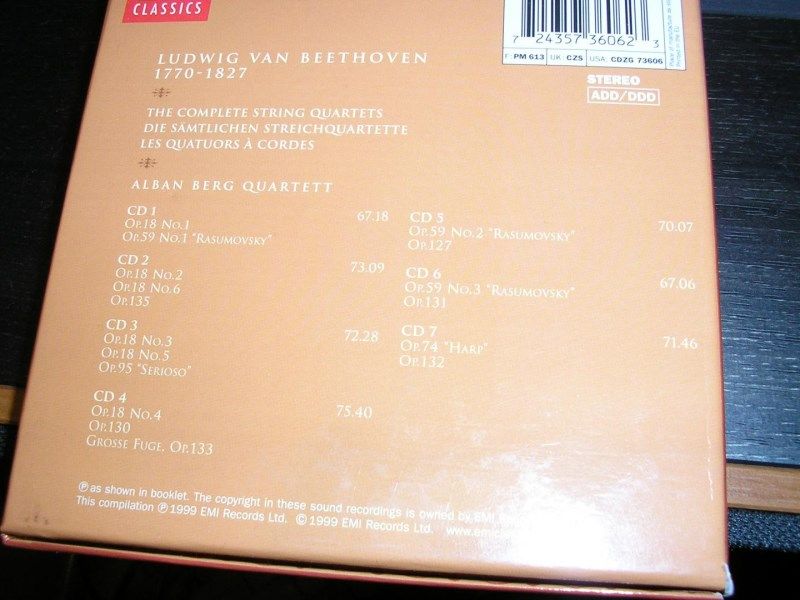 CLASSICS
7 24357 36062 3
F: PM 613 UK: CZS USA: CDZG 73606
Printed in the EU
LUDWIG VAN BEETHOVEN
1770-1827
STEREO
ADD/DDD
THE COMPLETE STRING QUARTETS
DIE SÄMTLICHEN STREICHQUARTETTE
LES QUATUORS À CORDES
ALBAN BERG QUARTETT
CD 1 67.18
OP.18 NO.1
OP.59 NO.1 "RASUMOVSKY"
CD 2 73.09
OP.18 NO.2
OP.18 NO.6
OP.135
CD 3 72.28
OP.18 NO.3
OP.18 NO.5
OP.95 "SERIOSO"
CD 4 75.40
OP.18 NO.4
OP.130
GROSSE FUGE, OP.133
CD 5 70.07
OP.59 NO.2 "RASUMOVSKY"
OP.127
CD 6 67.06
OP.59 NO.3 "RASUMOVSKY"
OP.131
CD 7 71.46
OP.74 "HARP"
OP.132
℗ as shown in booklet. The copyright in these sound recordings is owned by EMI
This compilation ℗ 1999 EMI Records Ltd. © 1999 EMI Records Ltd. www.emic